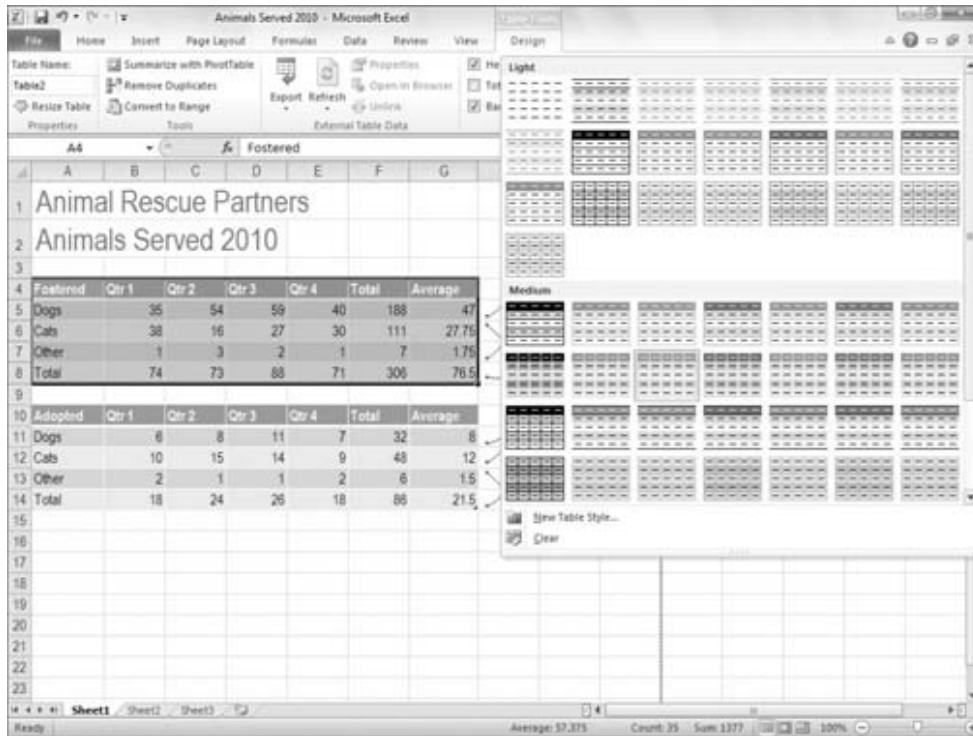 Animals Served 2010 - Microsoft Excel
Table Tools
File Home Insert Page Layout Formulas Data Review View Design
Table Name:
Table2
Resize Table
Properties
Summarize with PivotTable
Remove Duplicates
Convert to Range
Tools
Export Refresh
Properties
Open in Browser
Unlink
External Table Data
He
Tot
Ba
A4 fx Fostered
A B C D E F G
1 Animal Rescue Partners
2 Animals Served 2010
3
4 Fostered Qtr 1 Qtr 2 Qtr 3 Qtr 4 Total Average
5 Dogs 35 54 59 40 188 47
6 Cats 38 16 27 30 111 27.75
7 Other 1 3 2 1 7 1.75
8 Total 74 73 88 71 306 76.5
9
10 Adopted Qtr 1 Qtr 2 Qtr 3 Qtr 4 Total Average
11 Dogs 6 8 11 7 32 8
12 Cats 10 15 14 9 48 12
13 Other 2 1 1 2 6 1.5
14 Total 18 24 26 18 86 21.5
15
16
17
18
19
20
21
22
23
Light
Medium
New Table Style...
Clear
Sheet1 Sheet2 Sheet3
Ready Average: 57.375 Count: 35 Sum: 1377 100%